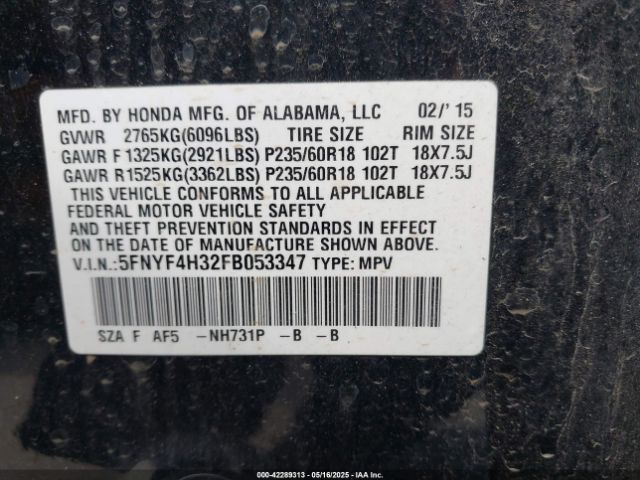 MFD. BY HONDA MFG. OF ALABAMA, LLC 02/' 15
GVWR 2765KG(6096LBS) TIRE SIZE RIM SIZE
GAWR F 1325KG(2921LBS) P235/60R18 102T 18X7.5J
GAWR R1525KG(3362LBS) P235/60R18 102T 18X7.5J
THIS VEHICLE CONFORMS TO ALL APPLICABLE
FEDERAL MOTOR VEHICLE SAFETY
AND THEFT PREVENTION STANDARDS IN EFFECT
ON THE DATE OF MANUFACTURE SHOWN ABOVE.
V.I.N.:5FNYF4H32FB053347 TYPE: MPV
SZA F AF5 -NH731P -B -B
000-42289313 - 05/16/2025 - IAAI.COM